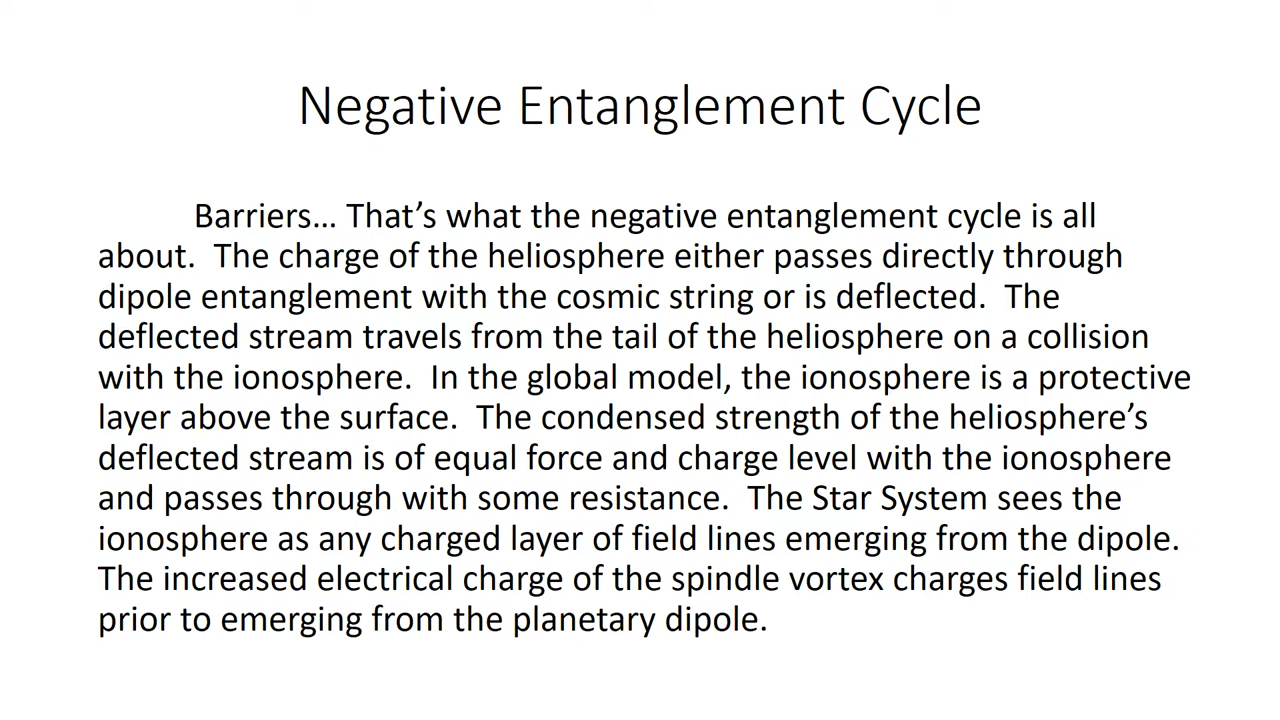 Negative Entanglement Cycle
Barriers… That’s what the negative entanglement cycle is all
about.  The charge of the heliosphere either passes directly through
dipole entanglement with the cosmic string or is deflected.  The
deflected stream travels from the tail of the heliosphere on a collision
with the ionosphere.  In the global model, the ionosphere is a protective
layer above the surface.  The condensed strength of the heliosphere’s
deflected stream is of equal force and charge level with the ionosphere
and passes through with some resistance.  The Star System sees the
ionosphere as any charged layer of field lines emerging from the dipole.
The increased electrical charge of the spindle vortex charges field lines
prior to emerging from the planetary dipole.